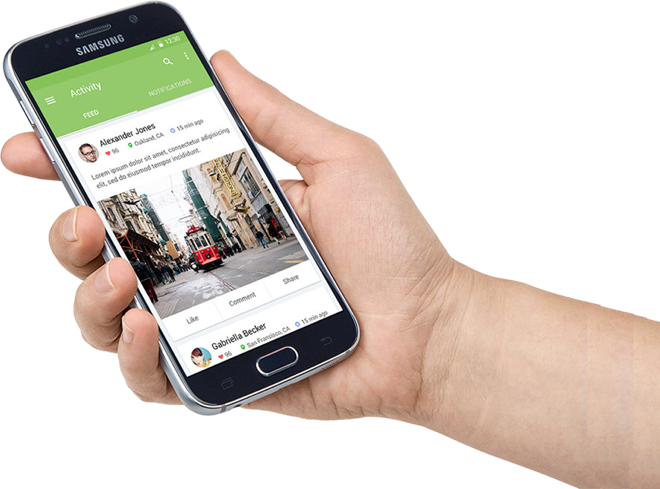 SAMSUNG
12:30
Activity
FEED
NOTIFICATIONS
Alexander Jones
96 Oakland, CA 15 min ago
Lorem ipsum dolor sit amet, consectetur adipisicing
elit, sed do eiusmod tempor incididunt.
Like Comment Share
Gabriella Becker
96 San Francisco, CA 15 min ago